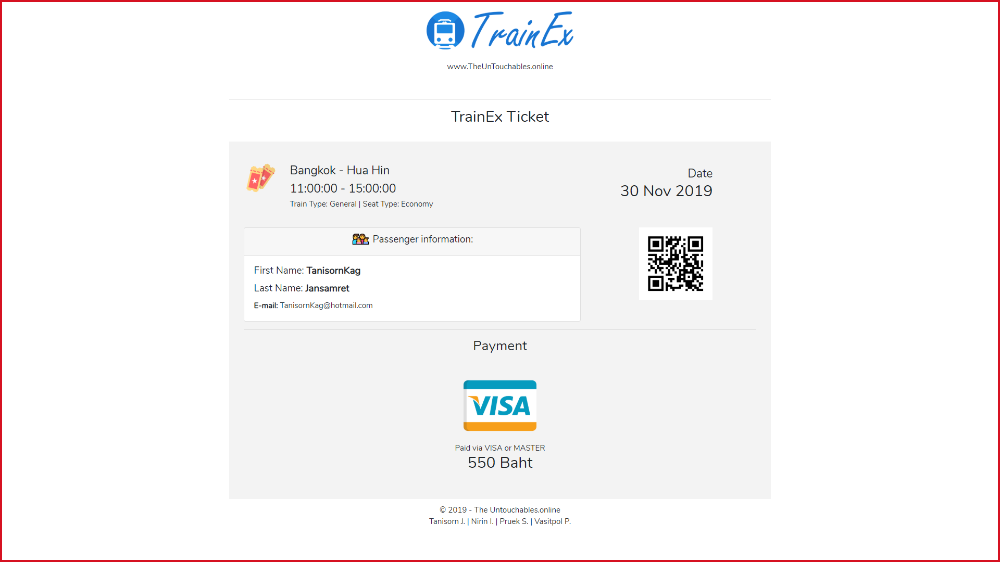 TrainEx
www.TheUnTouchables.online
TrainEx Ticket
Bangkok - Hua Hin
11:00:00 - 15:00:00
Train Type: General | Seat Type: Economy
Date
30 Nov 2019
Passenger information:
First Name: TanisornKag
Last Name: Jansamret
E-mail: TanisornKag@hotmail.com
Payment
VISA
Paid via VISA or MASTER
550 Baht
© 2019 - The Untouchables.online
Tanisorn J. | Nirin I. | Pruek S. | Vasitpol P.